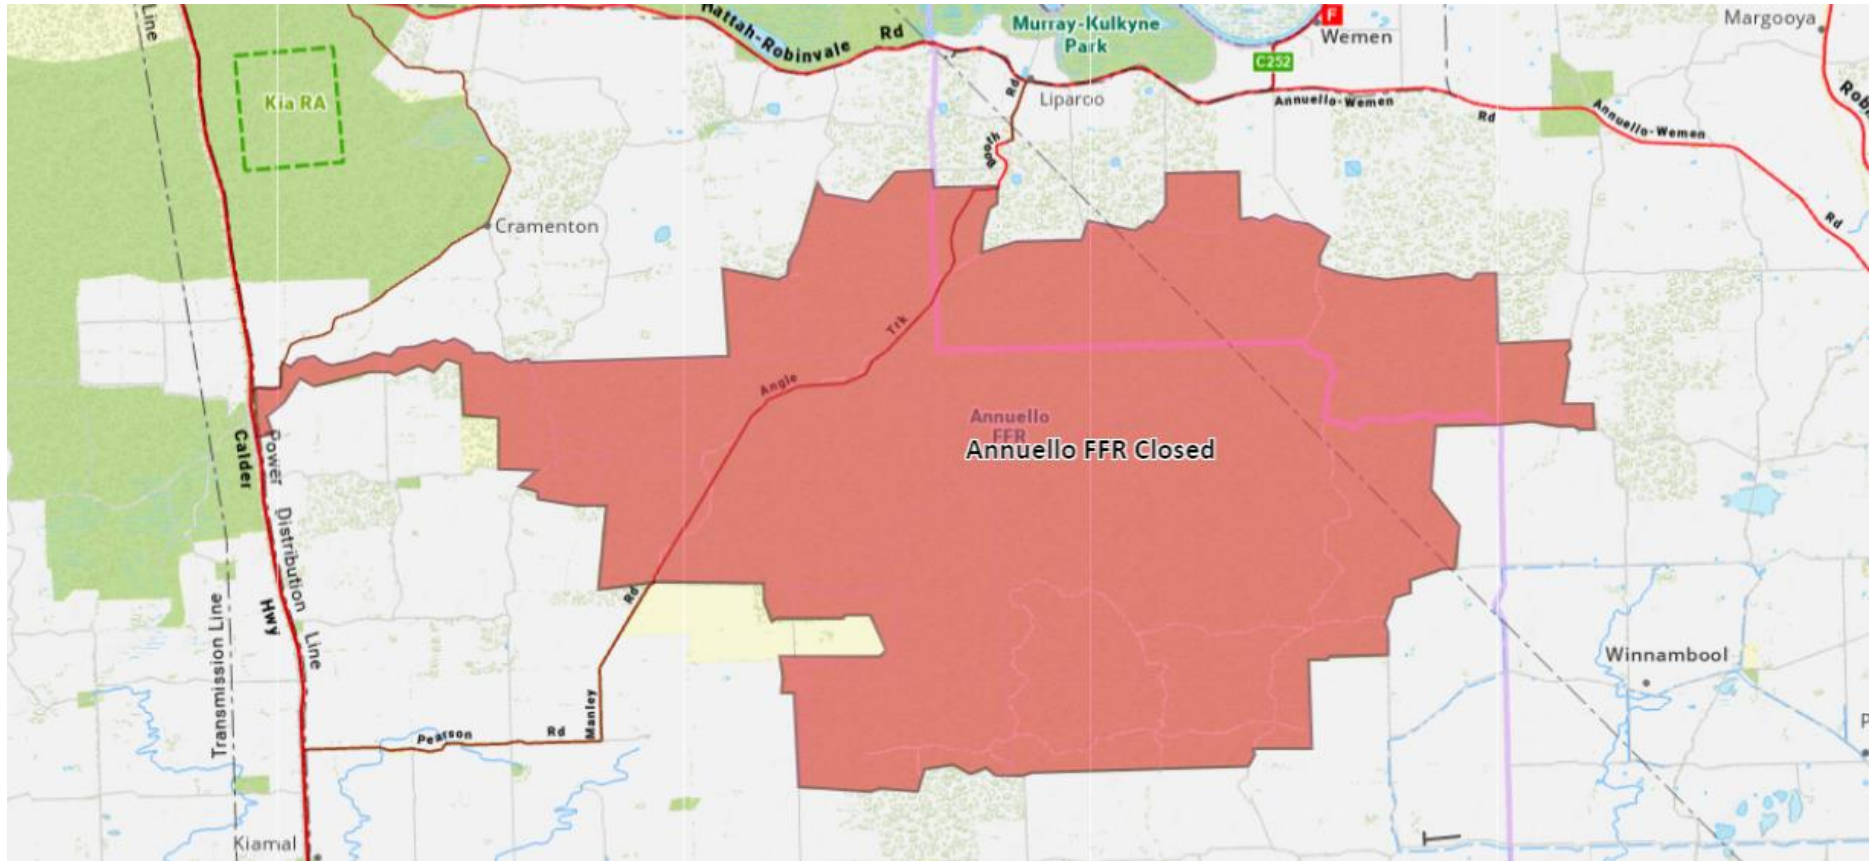 Line
Hattah-Robinvale
Rd
Murray-Kulkyne
Park
F
Wemen
Margooya
C252
Kia RA
Rd
Liparoo
Annuello-Wemen
Rd
Annuello-Wemen
Booth
Rd
Cramenton
Trk
Angle
Annuello
FFR
Annuello FFR Closed
Calder
Power
Distribution
Line
Hwy
Rd
Transmission Line
Winnambool
Manley
Pearson
Rd
P
Kiamal